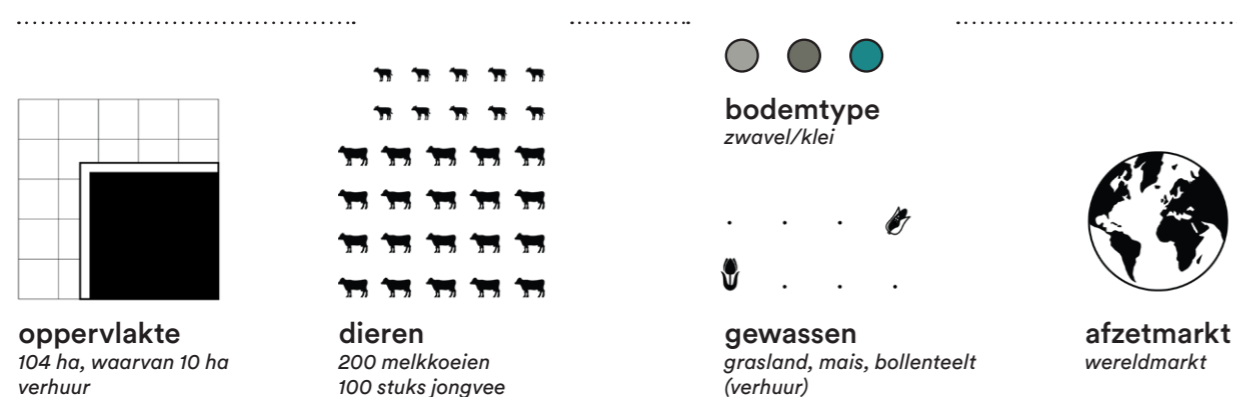 bodemtype
zwavel/klei
oppervlakte
104 ha, waarvan 10 ha
verhuur
dieren
200 melkkoeien
100 stuks jongvee
gewassen
grasland, mais, bollenteelt
(verhuur)
afzetmarkt
wereldmarkt